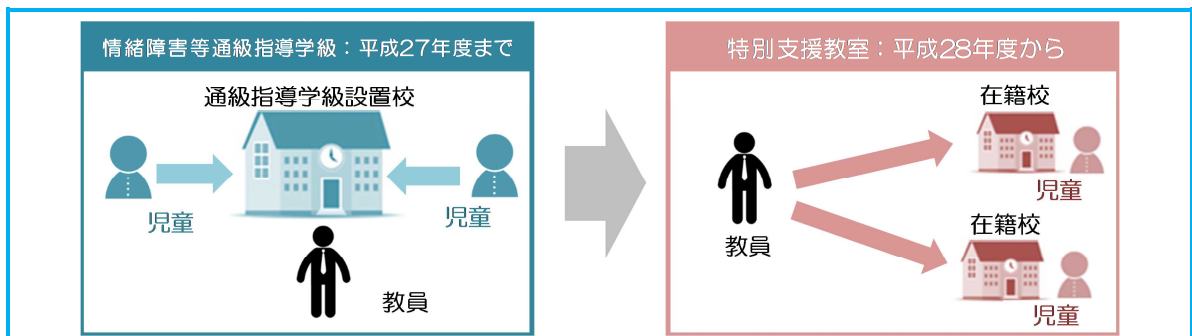 情緒障害等通級指導学級：平成27年度まで
通級指導学級設置校
児童
児童
教員
特別支援教室：平成28年度から
在籍校
児童
教員
在籍校
児童